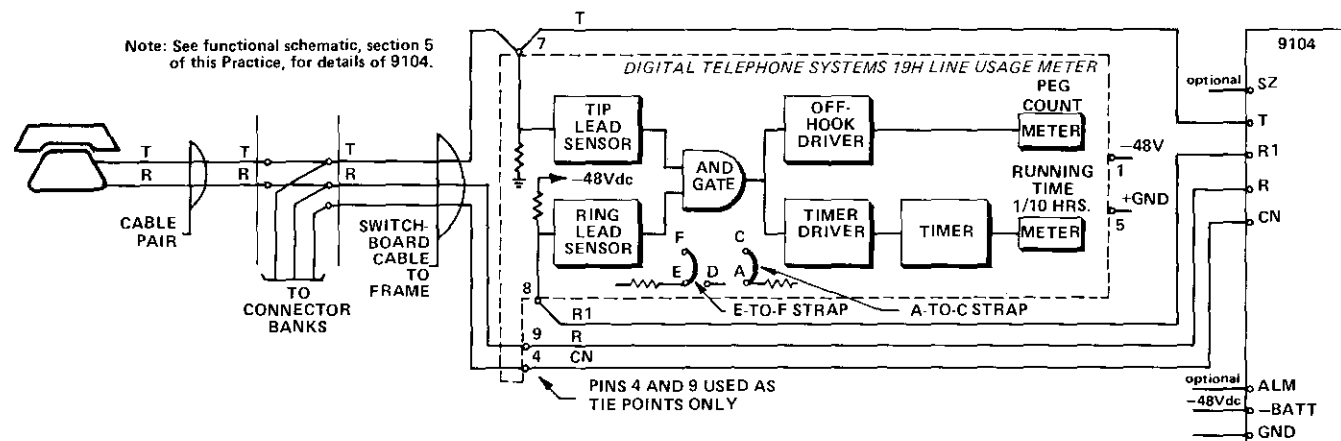 Note: See functional schematic, section 5
of this Practice, for details of 9104.
T
7
9104
DIGITAL TELEPHONE SYSTEMS 19H LINE USAGE METER
TIP
LEAD
SENSOR
OFF-
HOOK
DRIVER
PEG
COUNT
METER
optional
SZ
T
R1
R
CN
AND
GATE
−48V
1
+GND
5
RUNNING
TIME
1/10 HRS.
METER
−48Vdc
RING
LEAD
SENSOR
TIMER
DRIVER
TIMER
T
R
T
R
T
R
CABLE
PAIR
SWITCH-
BOARD
CABLE
TO
FRAME
TO
CONNECTOR
BANKS
F
E
D
C
A
E-TO-F STRAP
A-TO-C STRAP
8
R1
9
R
4
CN
PINS 4 AND 9 USED AS
TIE POINTS ONLY
optional
ALM
−48Vdc
−BATT
GND